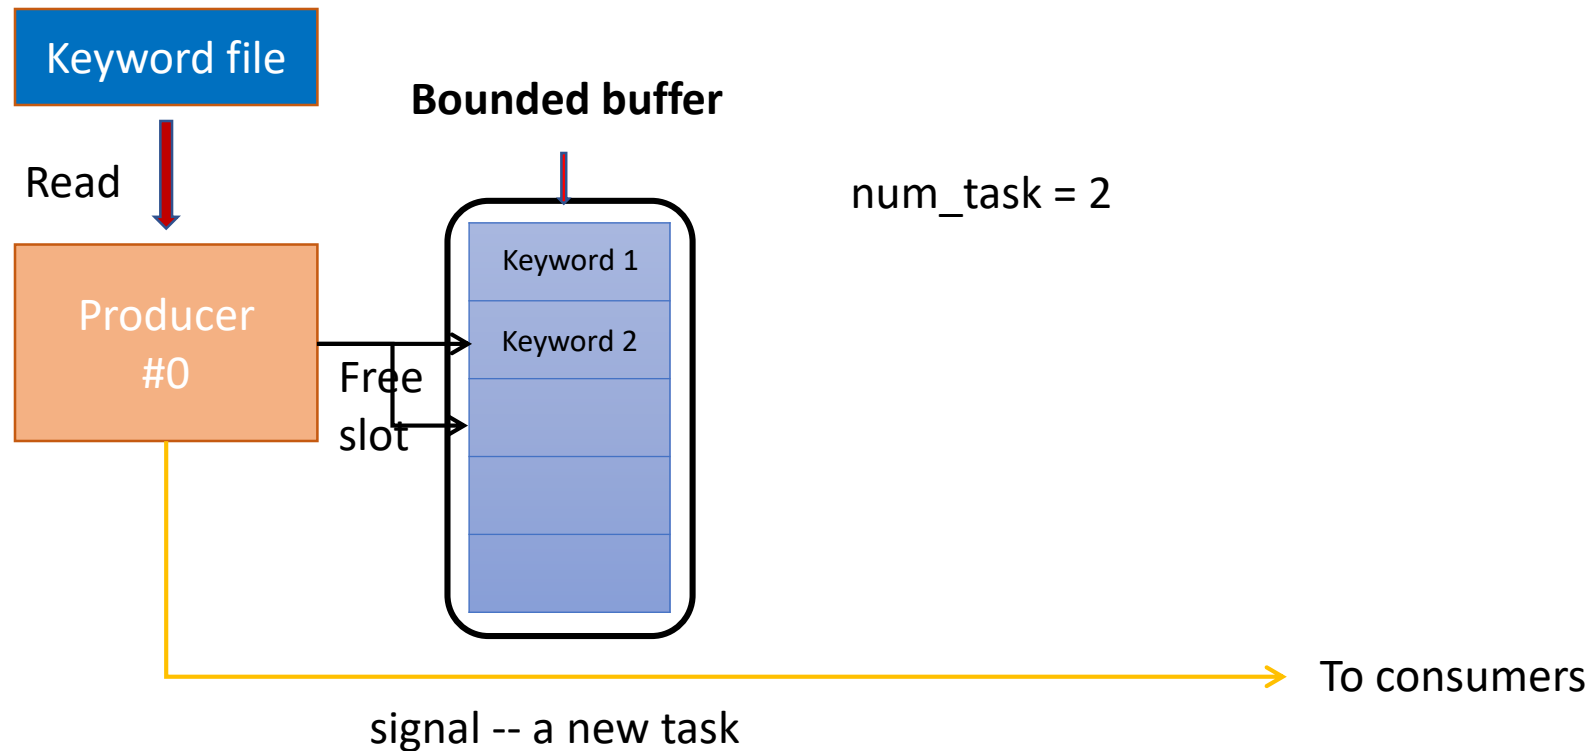 Keyword file
Bounded buffer
Read
num_task = 2
Keyword 1
Producer
#0
Keyword 2
Free
slot
To consumers
signal -- a new task